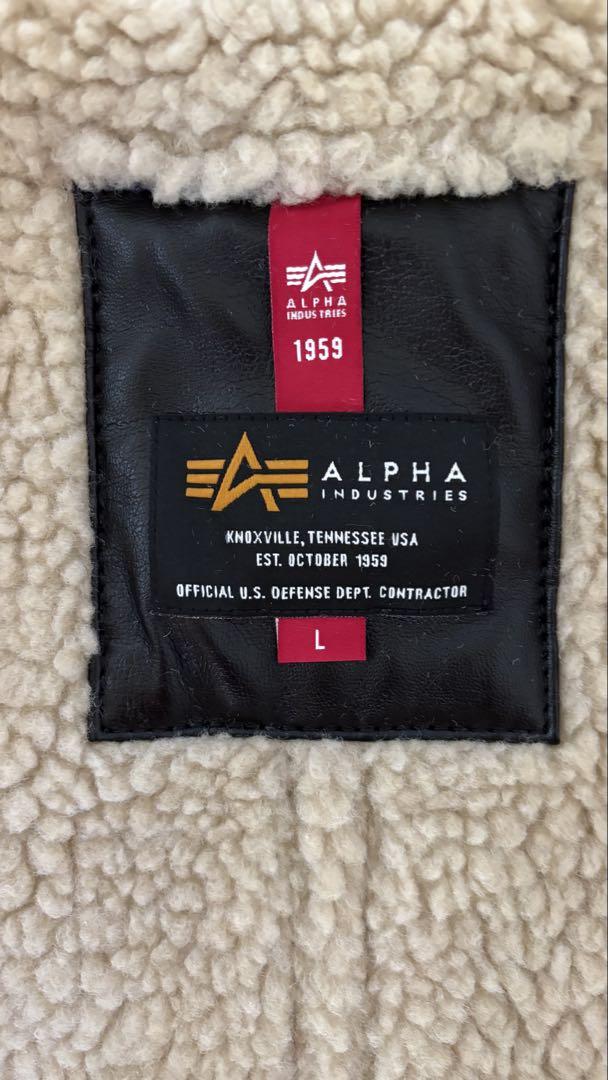 ALPHA
INDUSTRIES
1959
ALPHA
INDUSTRIES
KNOXVILLE, TENNESSEE USA
EST. OCTOBER 1959
OFFICIAL U.S. DEFENSE DEPT. CONTRACTOR
L